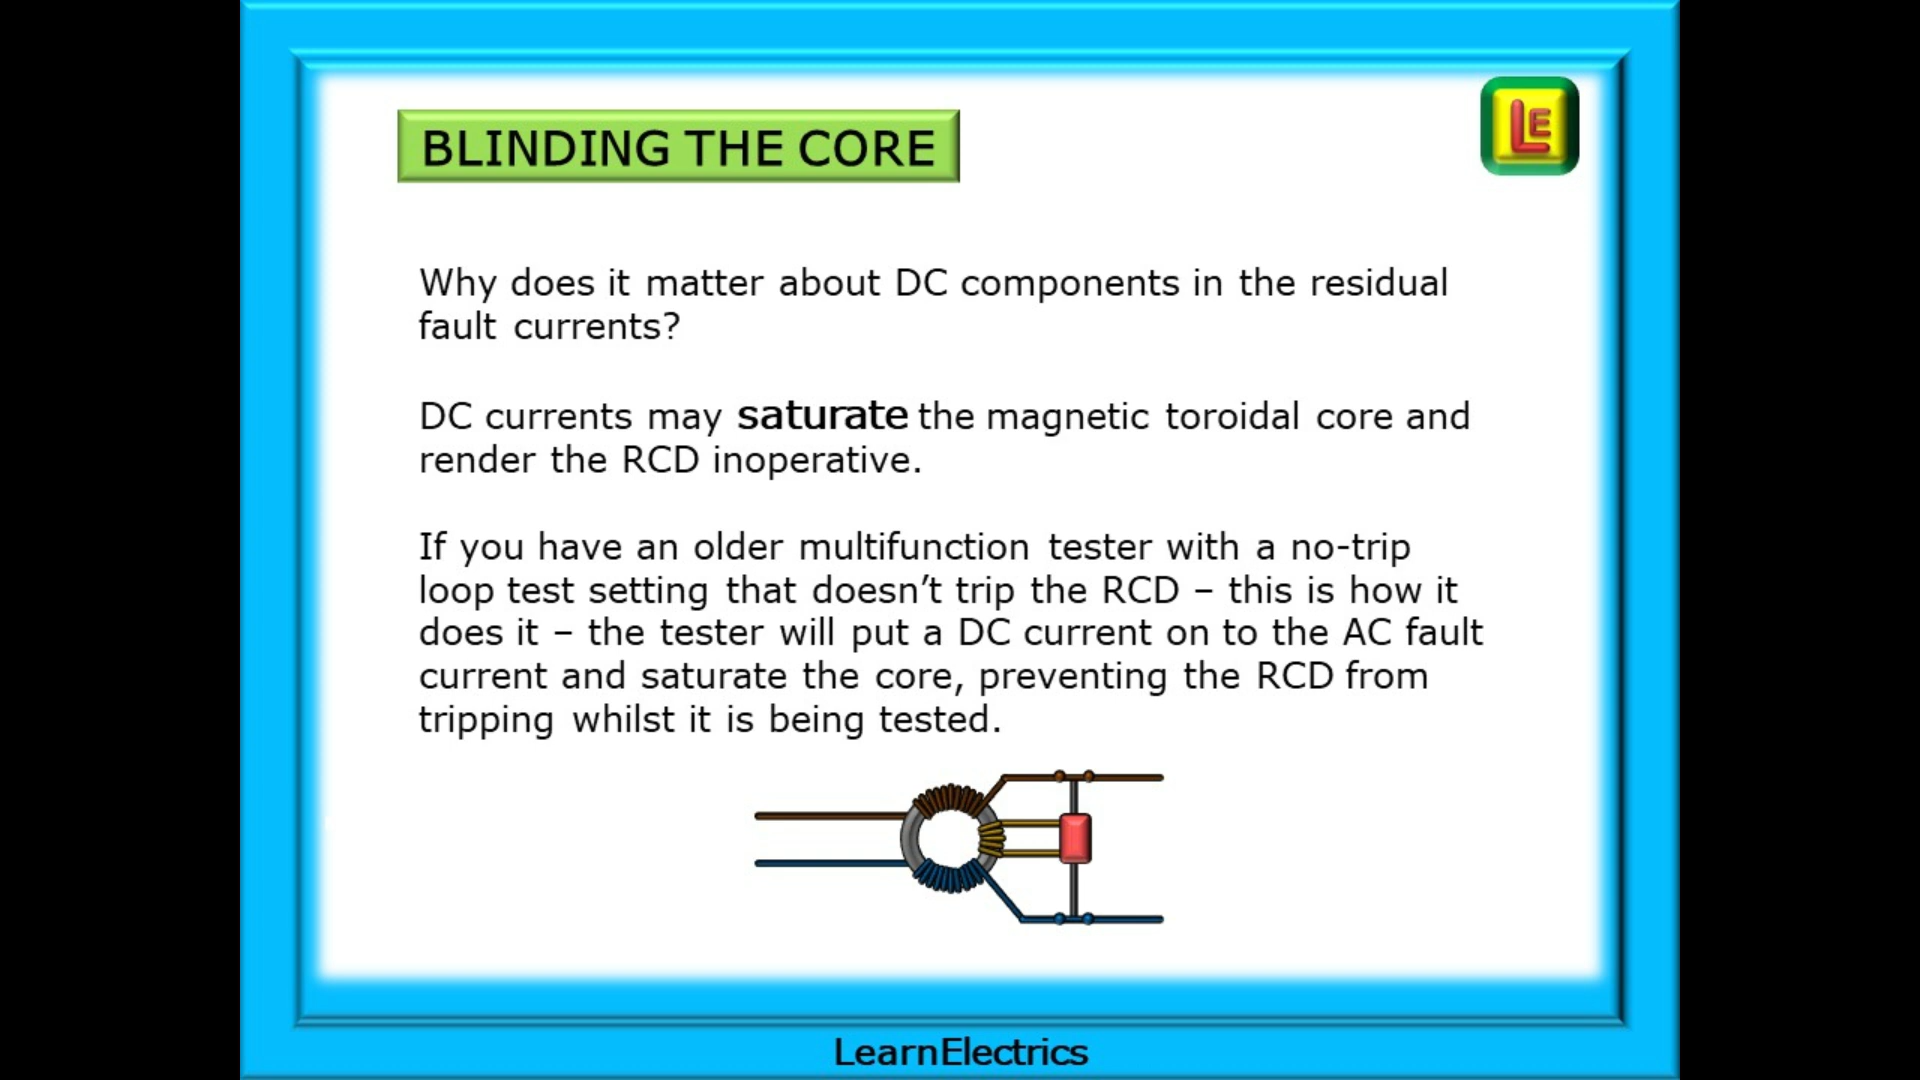 BLINDING THE CORE
LE
Why does it matter about DC components in the residual
fault currents?
DC currents may saturate the magnetic toroidal core and
render the RCD inoperative.
If you have an older multifunction tester with a no-trip
loop test setting that doesn’t trip the RCD – this is how it
does it – the tester will put a DC current on to the AC fault
current and saturate the core, preventing the RCD from
tripping whilst it is being tested.
LearnElectrics